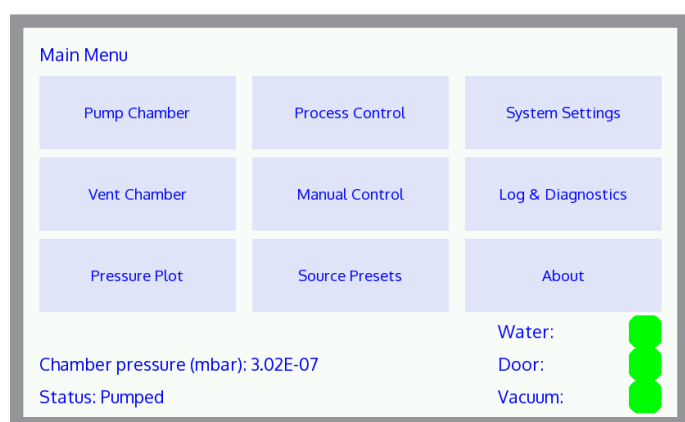 Main Menu
Pump Chamber
Process Control
System Settings
Vent Chamber
Manual Control
Log & Diagnostics
Pressure Plot
Source Presets
About
Water:
Chamber pressure (mbar): 3.02E-07
Door:
Status: Pumped
Vacuum: